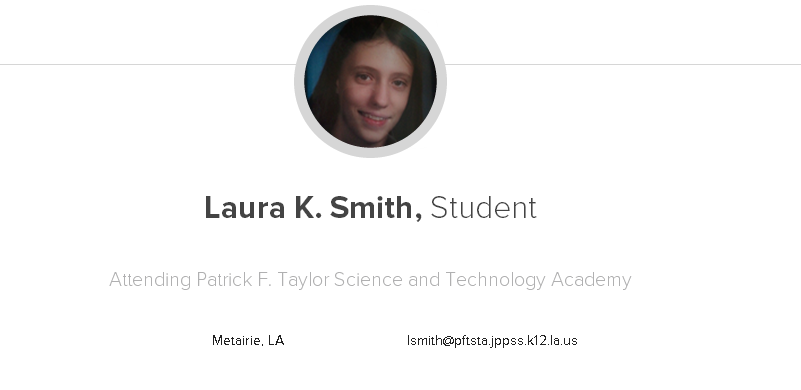 Laura K. Smith, Student
Attending Patrick F. Taylor Science and Technology Academy
Metairie, LA
lsmith@pftsta.jppss.k12.la.us